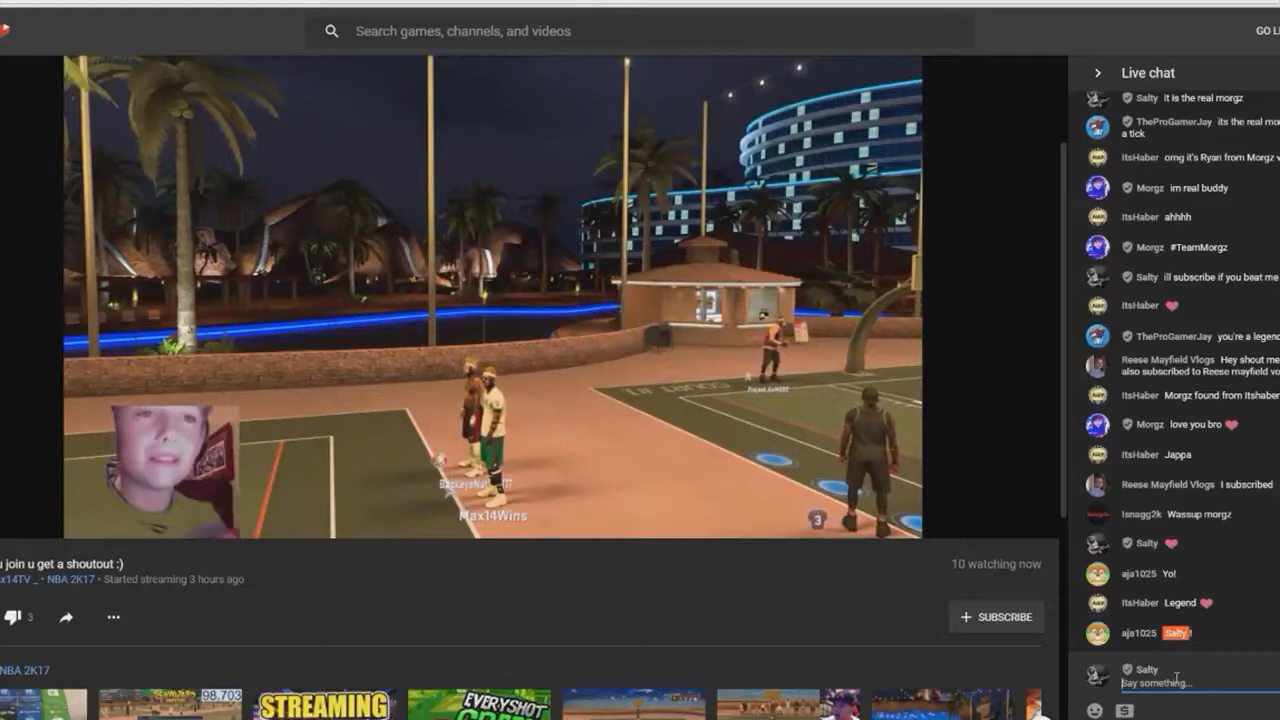 Search games, channels, and videos
GO LI
Live chat
Salty it is the real morgz
TheProGamerJay its the real mo
a tick
ItsHaber omg it's Ryan from Morgz v
Morgz im real buddy
ItsHaber ahhhh
Morgz #TeamMorgz
Salty ill subscribe if you beat me
ItsHaber
TheProGamerJay you're a legend
Reese Mayfield Vlogs Hey shout me
also subscribed to Reese mayfield vo
ItsHaber Morgz found from Itshaber
Morgz love you bro
ItsHaber Jappa
Reese Mayfield Vlogs I subscribed
Isnagg2k Wassup morgz
Salty
aja1025 Yo!
ItsHaber Legend
aja1025 Salty !
Salty
Say something...
COURT #1
Max14Wins
3
u join u get a shoutout :)
10 watching now
x14TV_ • NBA 2K17 • Started streaming 3 hours ago
3
SUBSCRIBE
NBA 2K17
98,703
STREAMING
EVERYSHOT